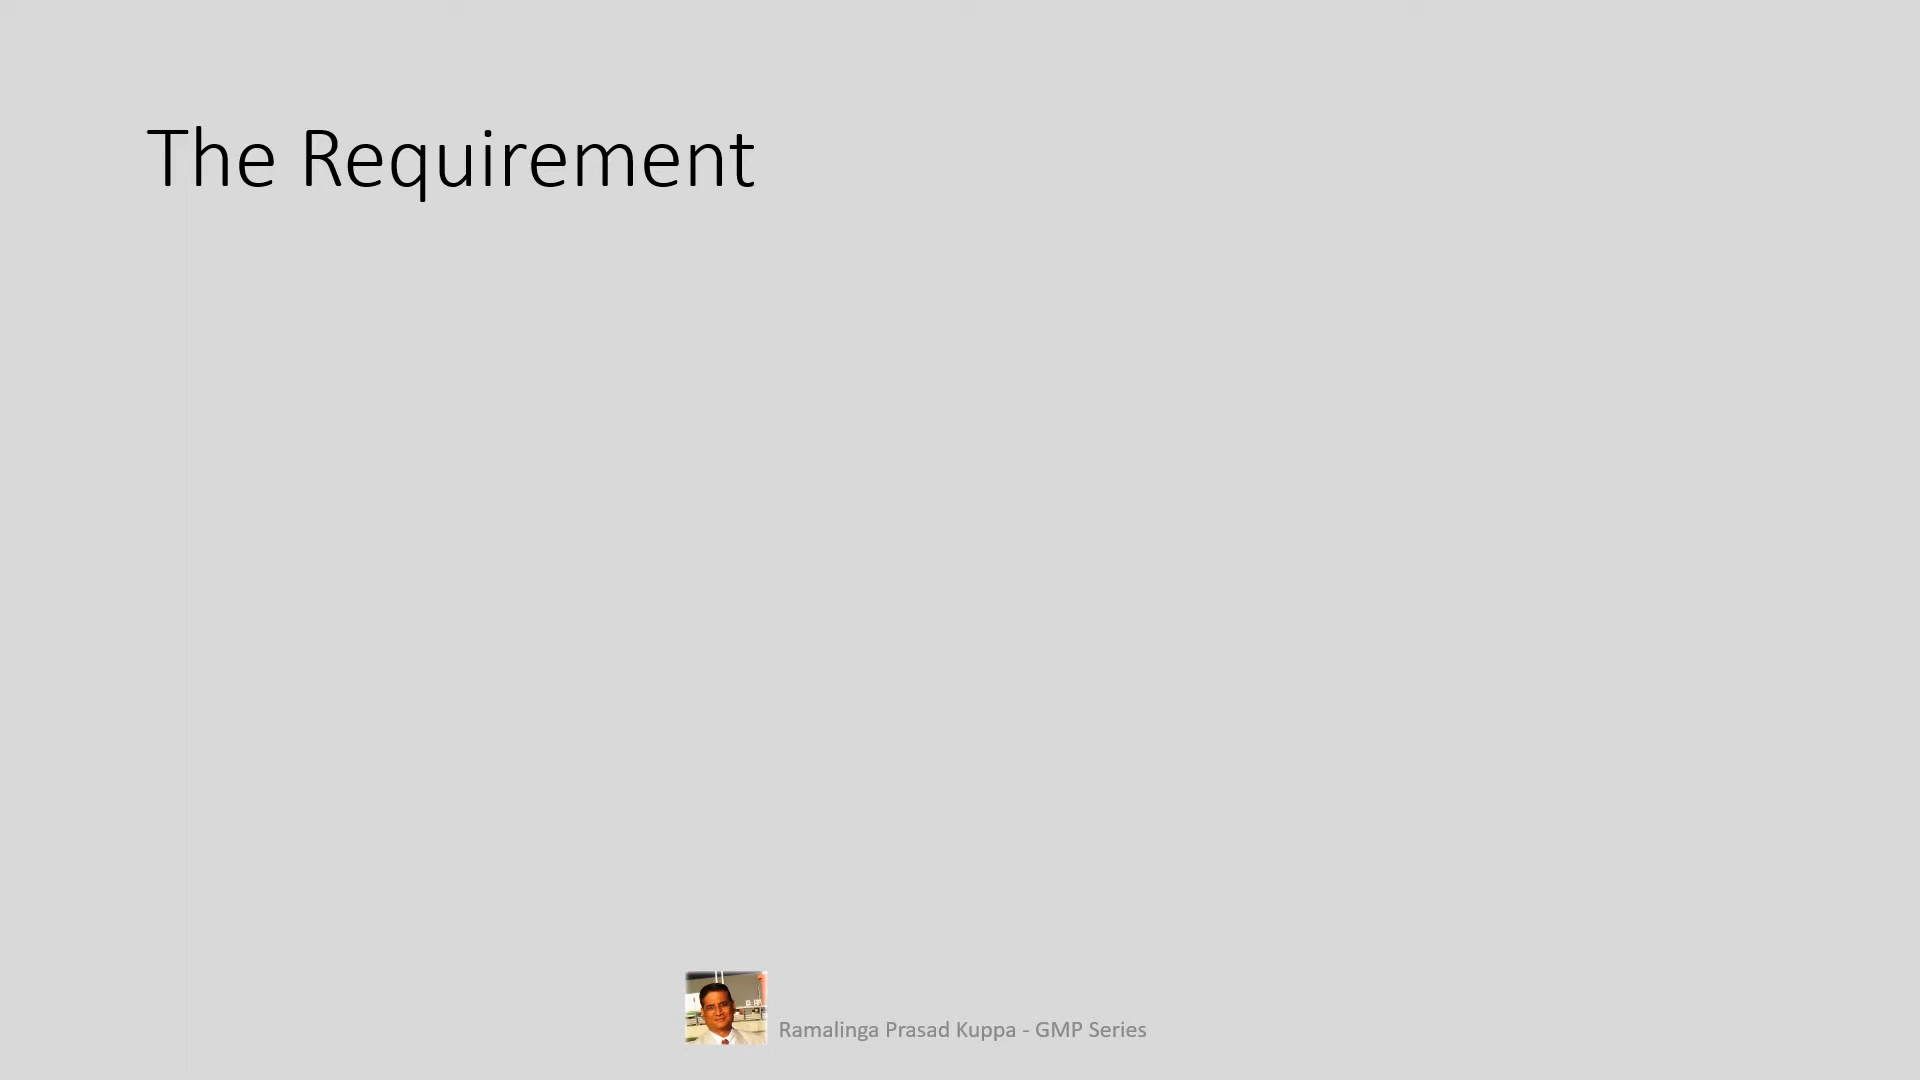 The Requirement
Ramalinga Prasad Kuppa - GMP Series